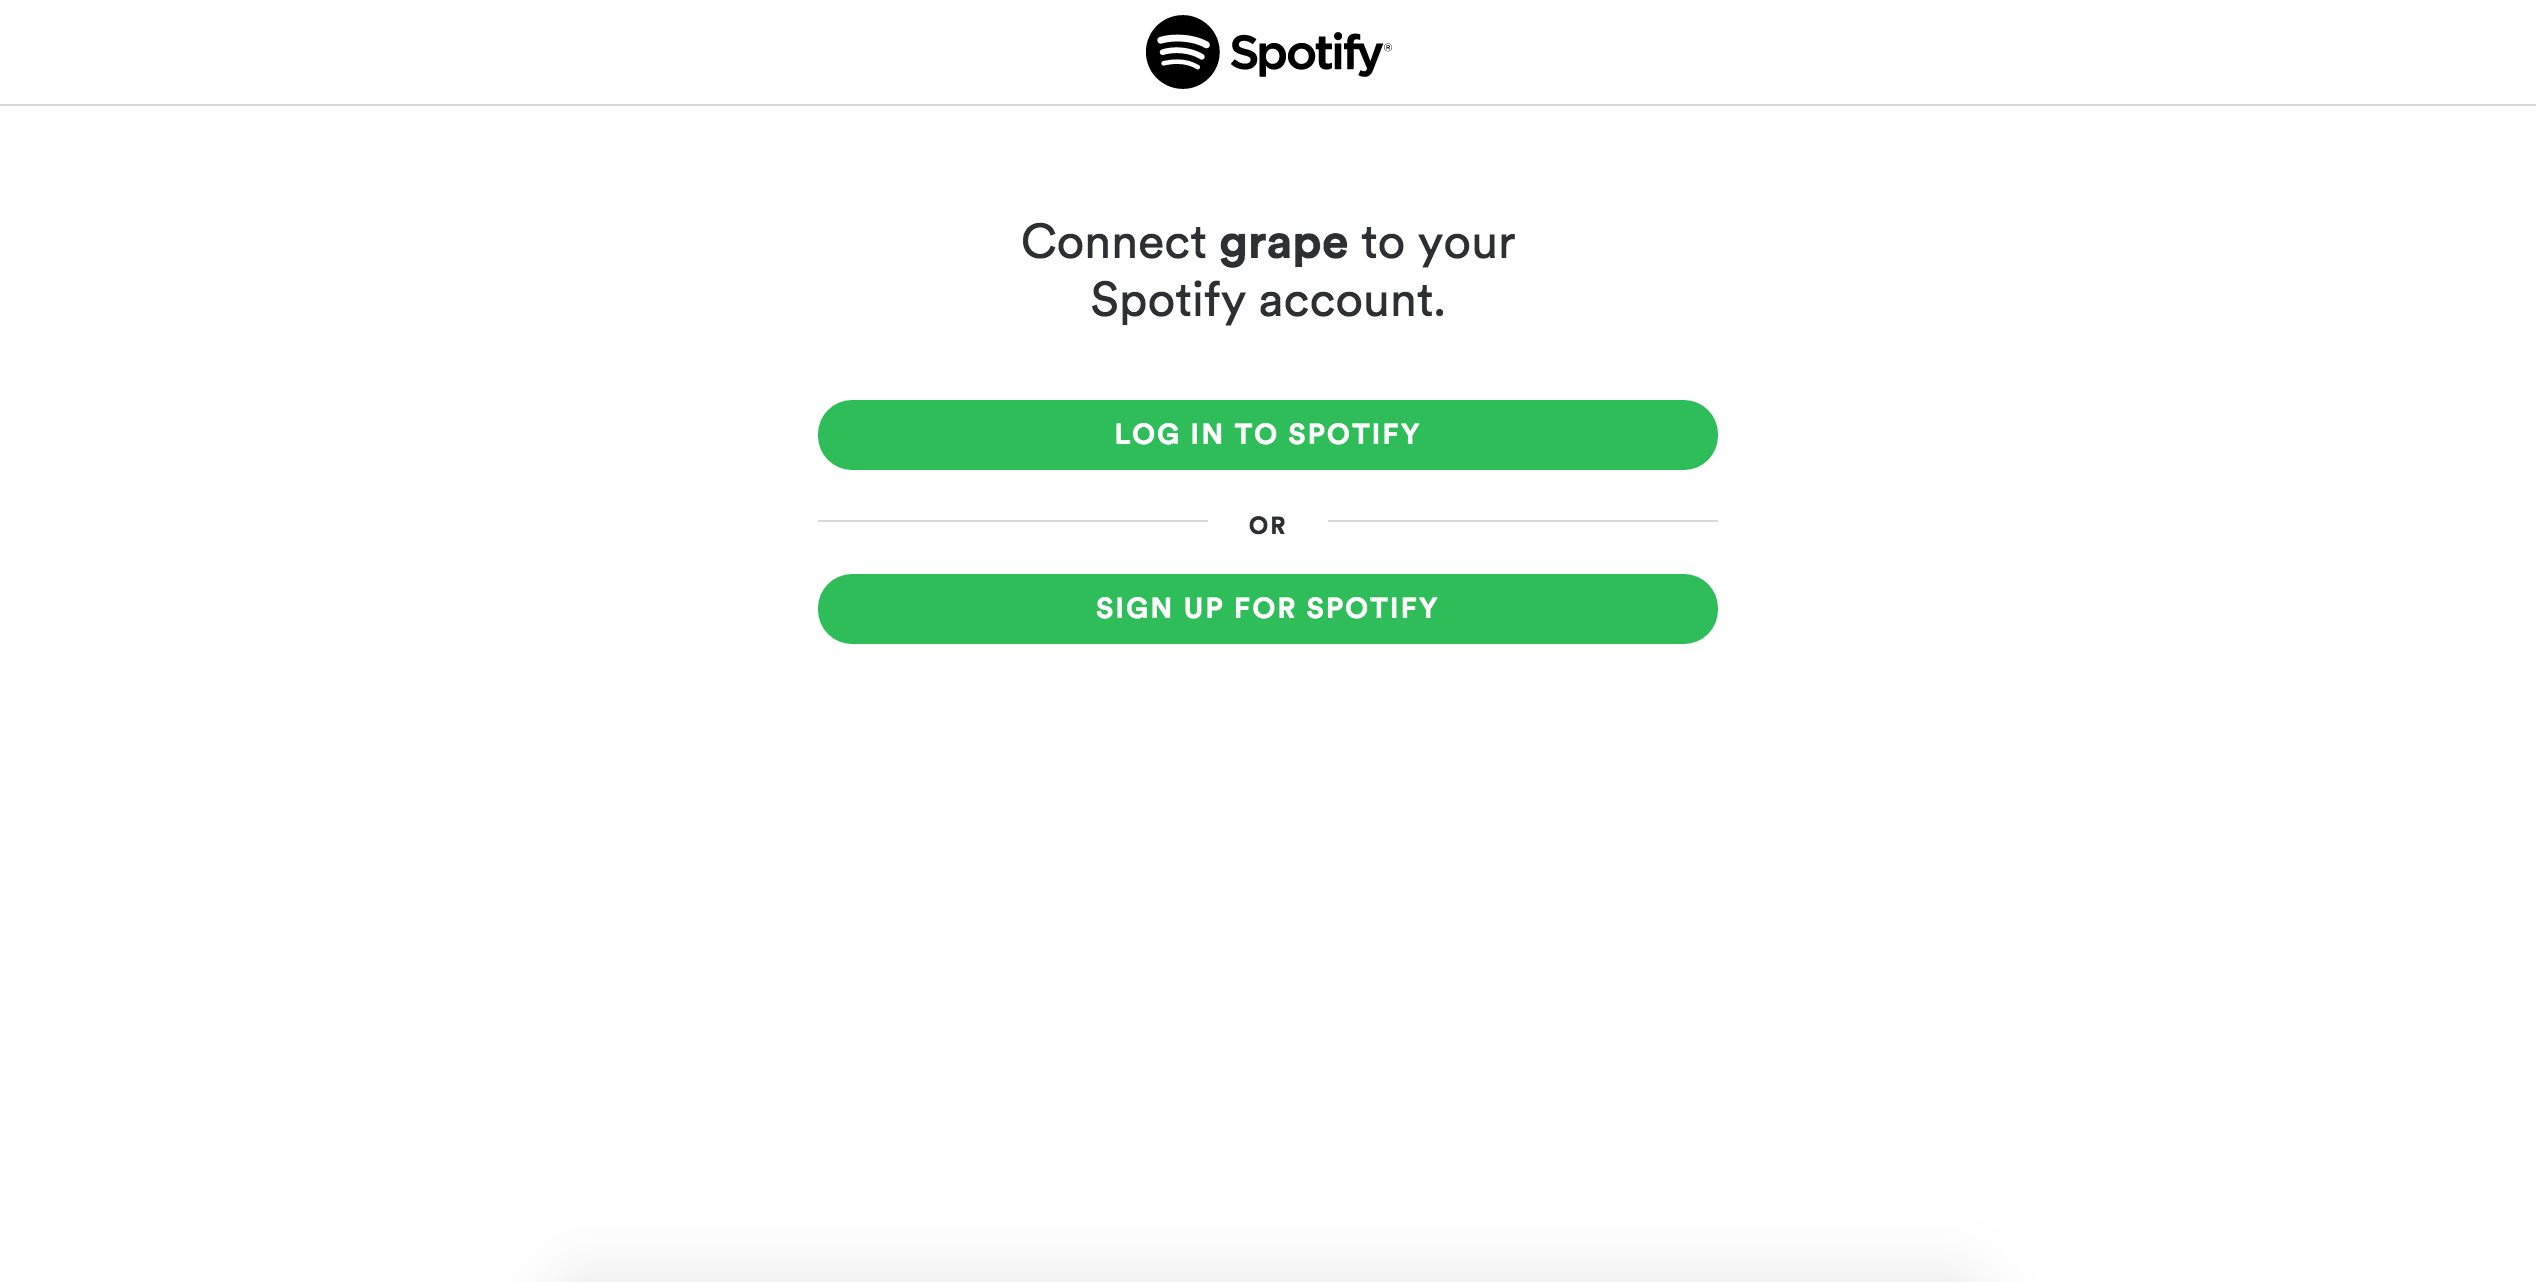 Spotify®
Connect grape to your
Spotify account.
LOG IN TO SPOTIFY
OR
SIGN UP FOR SPOTIFY